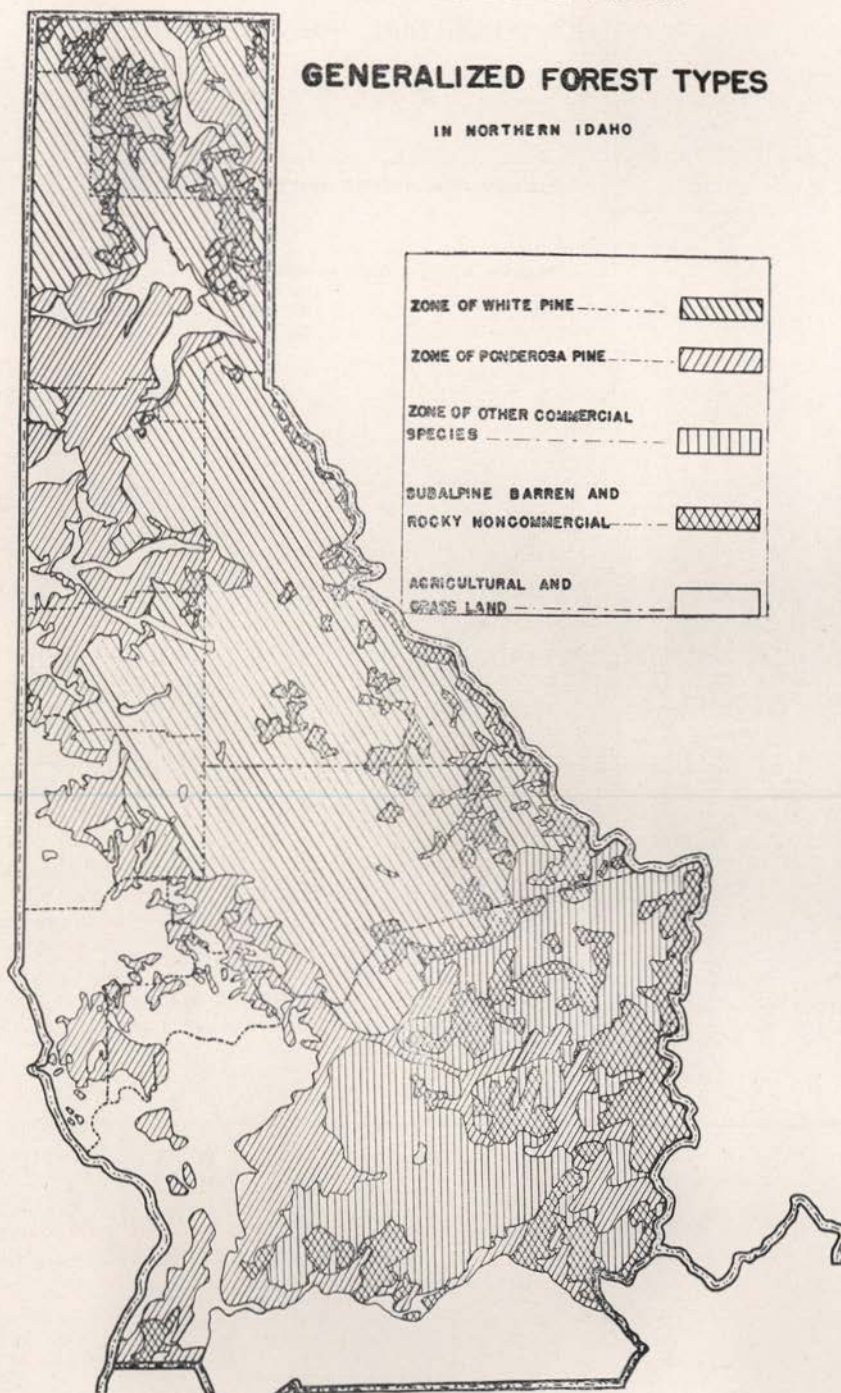 GENERALIZED FOREST TYPES
IN NORTHERN IDAHO
ZONE OF WHITE PINE
ZONE OF PONDEROSA PINE
ZONE OF OTHER COMMERCIAL
SPECIES
SUBALPINE BARREN AND
ROCKY NONCOMMERCIAL
AGRICULTURAL AND
GRASS LAND